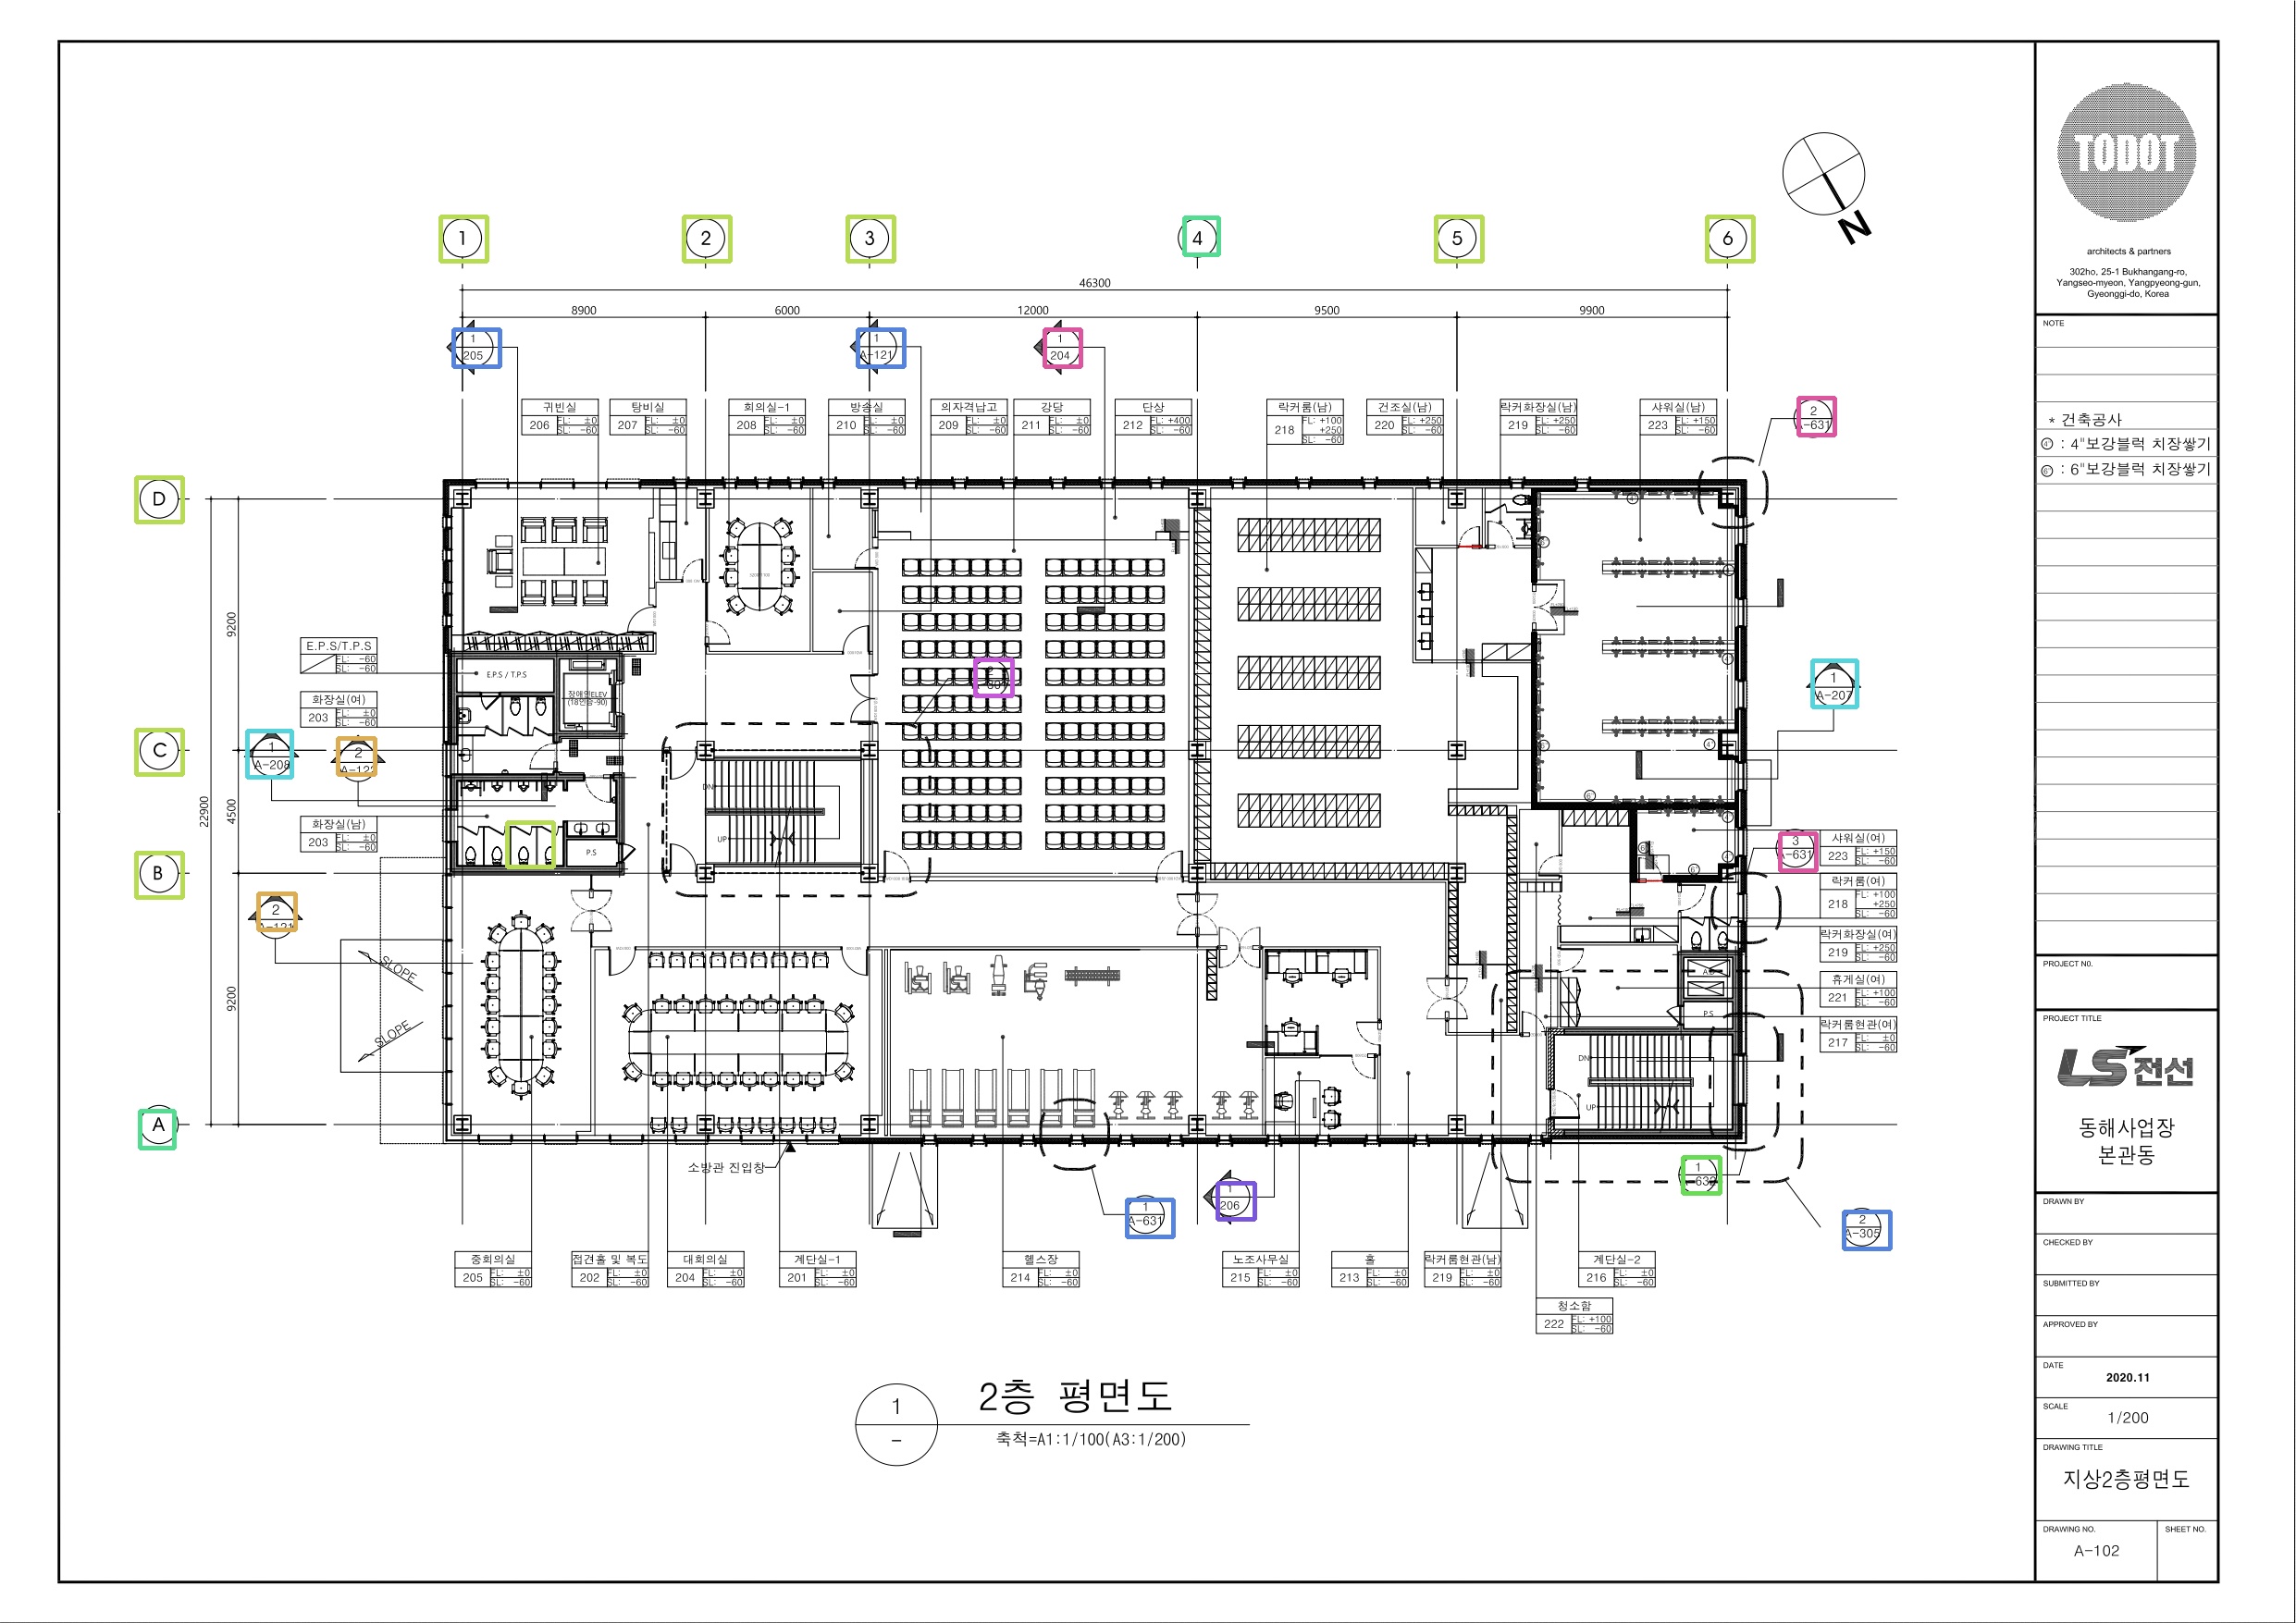 TODOT
architects & partners
302ho, 25-1 Bukhangang-ro,
Yangseo-myeon, Yangpyeong-gun,
Gyeonggi-do, Korea
N
1 2 3 4 5 6
46300
8900 6000 12000 9500 9900
1
205
1
A-121
1
204
2
A-631
귀빈실
206 FL: ±0
SL: -60
탕비실
207 FL: ±0
SL: -60
회의실-1
208 FL: ±0
SL: -60
방송실
210 FL: ±0
SL: -60
의자격납고
209 FL: ±0
SL: -60
강당
211 FL: ±0
SL: -60
단상
212 FL: +400
SL: -60
락커룸(남)
218 FL: +100
+250
SL: -60
건조실(남)
220 FL: +250
SL: -60
락커화장실(남)
219 FL: +250
SL: -60
샤워실(남)
223 FL: +150
SL: -60
D
C
B
A
22900
9200
4500
9200
E.P.S/T.P.S
FL: -60
SL: -60
화장실(여)
203 FL: ±0
SL: -60
화장실(남)
203 FL: ±0
SL: -60
1
A-208
2
2
E.P.S / T.P.S
장애인ELEV
P.S
DN
UP
SLOPE
SLOPE
1
A-207
3
A-631
샤워실(여)
223 FL: +150
SL: -60
락커룸(여)
218 FL: +100
+250
SL: -60
락커화장실(여)
219 FL: +250
SL: -60
휴게실(여)
221 FL: +100
SL: -60
락커룸현관(여)
217 FL: ±0
SL: -60
P.S
DN
UP
소방관 진입창
1
A-631
206
1
2
A-305
중회의실
205 FL: ±0
SL: -60
접견홀 및 복도
202 FL: ±0
SL: -60
대회의실
204 FL: ±0
SL: -60
계단실-1
201 FL: ±0
SL: -60
헬스장
214 FL: ±0
SL: -60
노조사무실
215 FL: ±0
SL: -60
홀
213 FL: ±0
SL: -60
락커룸현관(남)
219 FL: ±0
SL: -60
계단실-2
216 FL: ±0
SL: -60
청소함
222 FL: +100
SL: -60
1
-
2층 평면도
축척=A1:1/100(A3:1/200)
NOTE
* 건축공사
4" : 4"보강블럭 치장쌓기
6" : 6"보강블럭 치장쌓기
PROJECT N0.
PROJECT TITLE
LS전선
동해사업장
본관동
DRAWN BY
CHECKED BY
SUBMITTED BY
APPROVED BY
DATE
2020.11
SCALE
1/200
DRAWING TITLE
지상2층평면도
DRAWING NO.
A-102
SHEET NO.